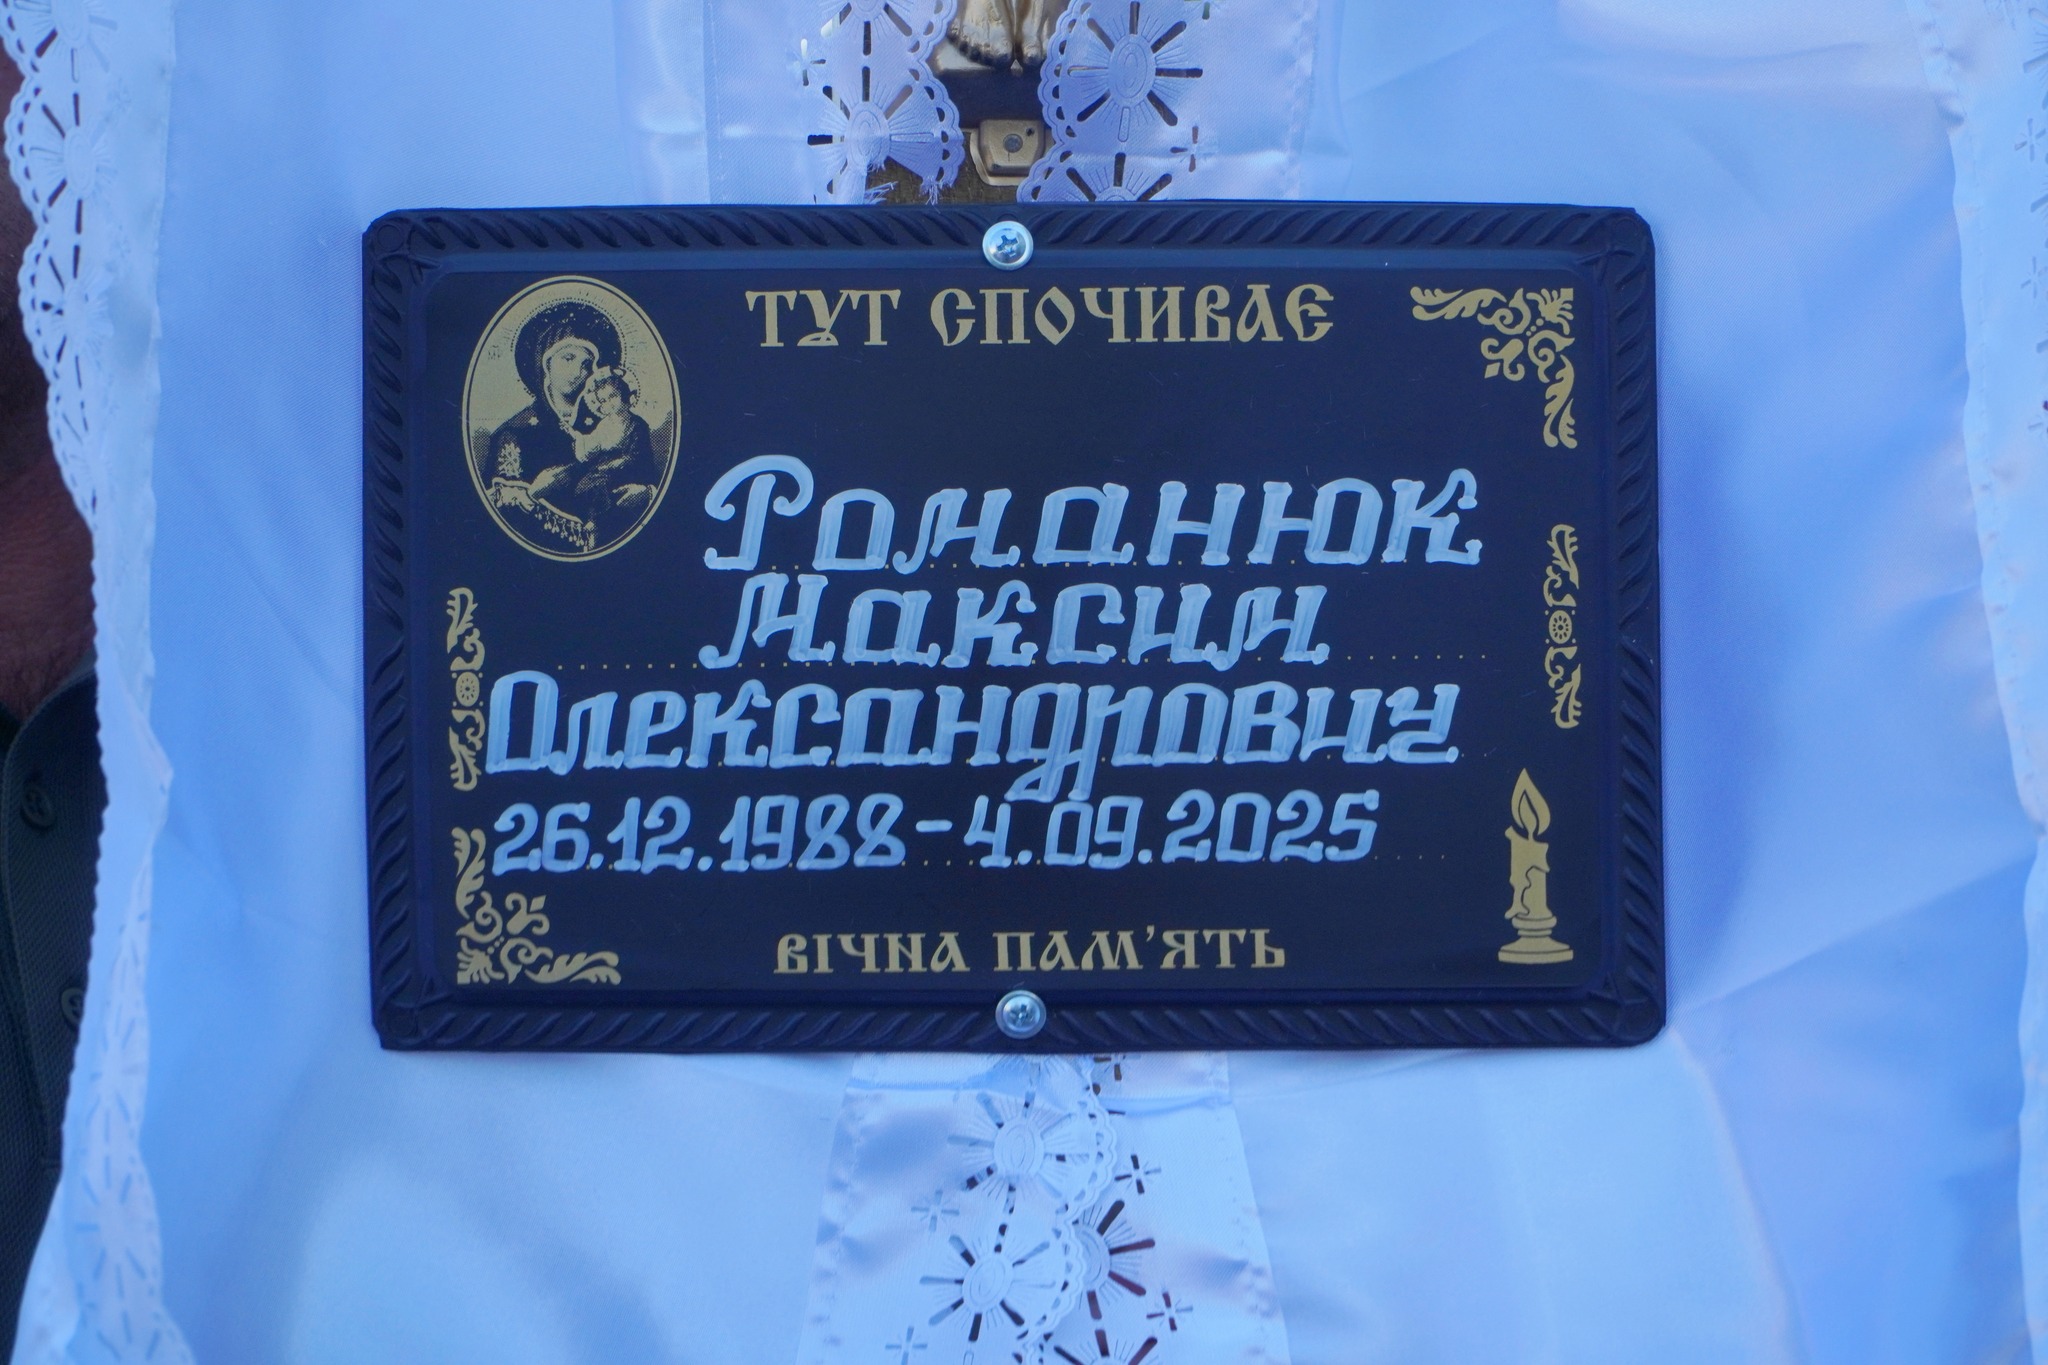 ТУТ СПОЧИВАЄ
Романюк
Максим
Олександрович
26.12.1988-4.09.2025
ВІЧНА ПАМ'ЯТЬ